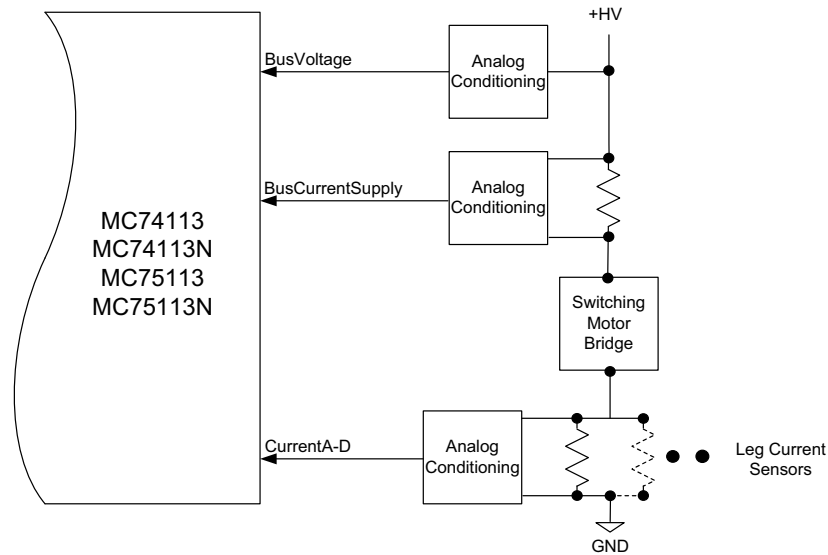 +HV
BusVoltage
Analog
Conditioning
BusCurrentSupply
Analog
Conditioning
MC74113
MC74113N
MC75113
MC75113N
Switching
Motor
Bridge
CurrentA-D
Analog
Conditioning
Leg Current
Sensors
GND